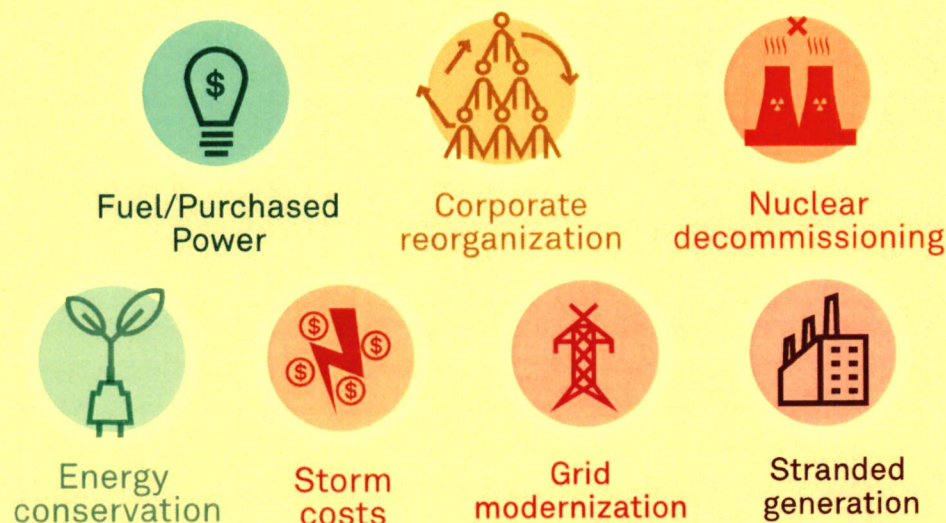 $
Fuel/Purchased
Power
Corporate
reorganization
Nuclear
decommissioning
Energy
conservation
$
$
$
$
Storm
costs
Grid
modernization
Stranded
generation